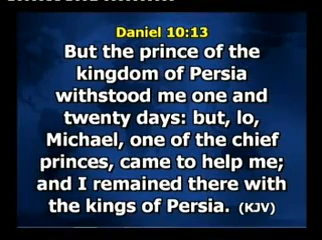 Daniel 10:13
But the prince of the
kingdom of Persia
withstood me one and
twenty days: but, lo,
Michael, one of the chief
princes, came to help me;
and I remained there with
the kings of Persia. (KJV)